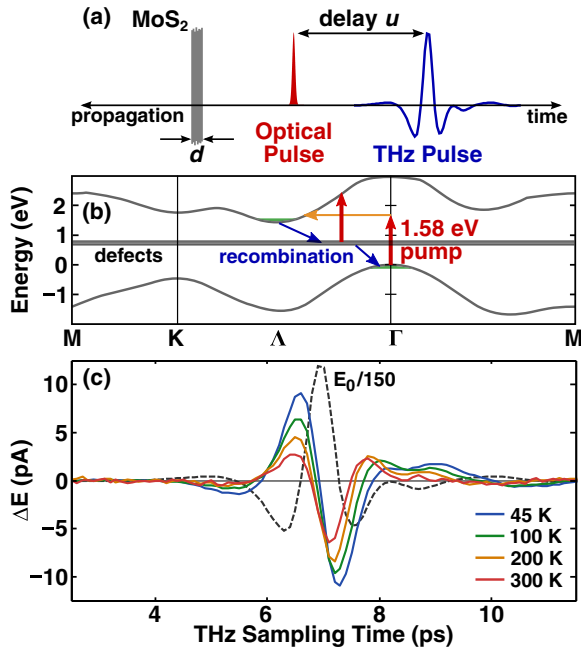 (a)
MoS₂
delay u
propagation
time
d
Optical
Pulse
THz Pulse
Energy (eV)
2
1
0
−1
(b)
defects
recombination
1.58 eV
pump
M
K
Λ
Γ
M
(c)
E₀/150
ΔE (pA)
10
5
0
−5
−10
45 K
100 K
200 K
300 K
4
6
8
10
THz Sampling Time (ps)